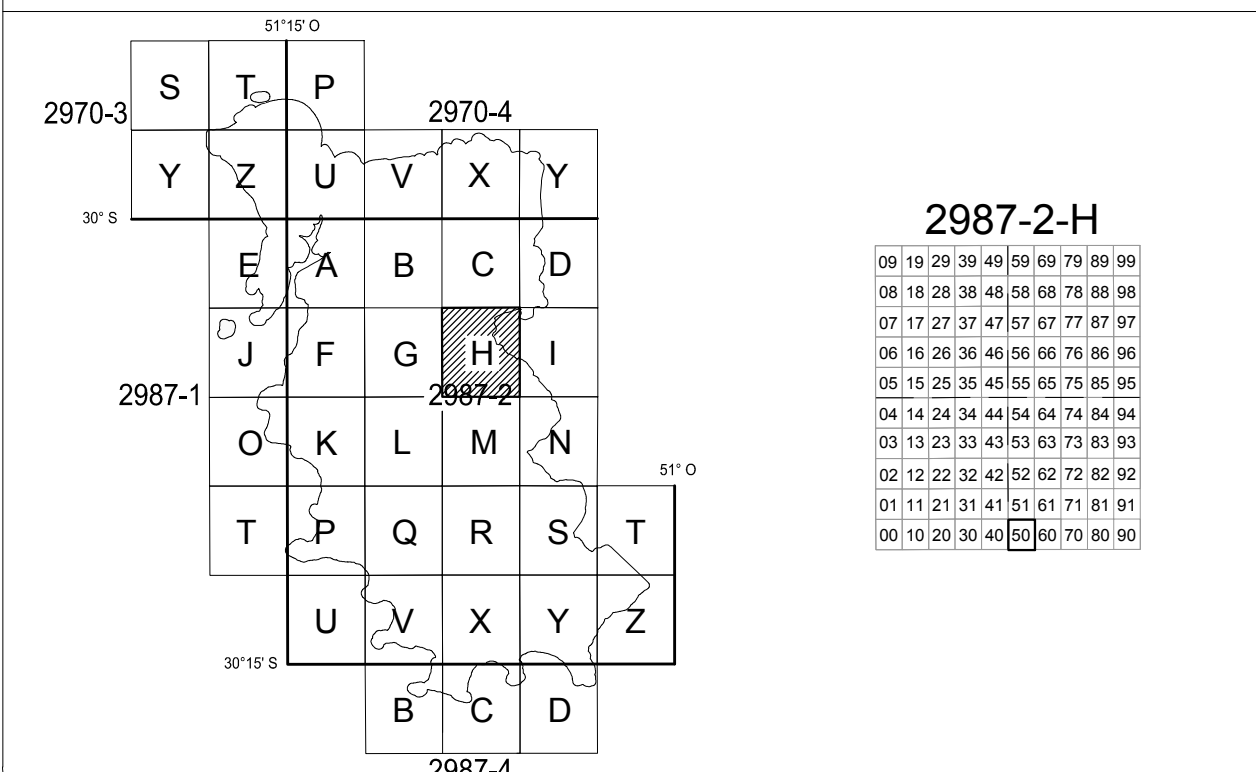 51°15' O
S T P
2970-3 2970-4
Y Z U V X Y
30° S
E A B C D
J F G H I
2987-1 2987-2
O K L M N
51° O
T P Q R S T
U V X Y Z
30°15' S
B C D
2987-4
2987-2-H
09 19 29 39 49 59 69 79 89 99
08 18 28 38 48 58 68 78 88 98
07 17 27 37 47 57 67 77 87 97
06 16 26 36 46 56 66 76 86 96
05 15 25 35 45 55 65 75 85 95
04 14 24 34 44 54 64 74 84 94
03 13 23 33 43 53 63 73 83 93
02 12 22 32 42 52 62 72 82 92
01 11 21 31 41 51 61 71 81 91
00 10 20 30 40 50 60 70 80 90